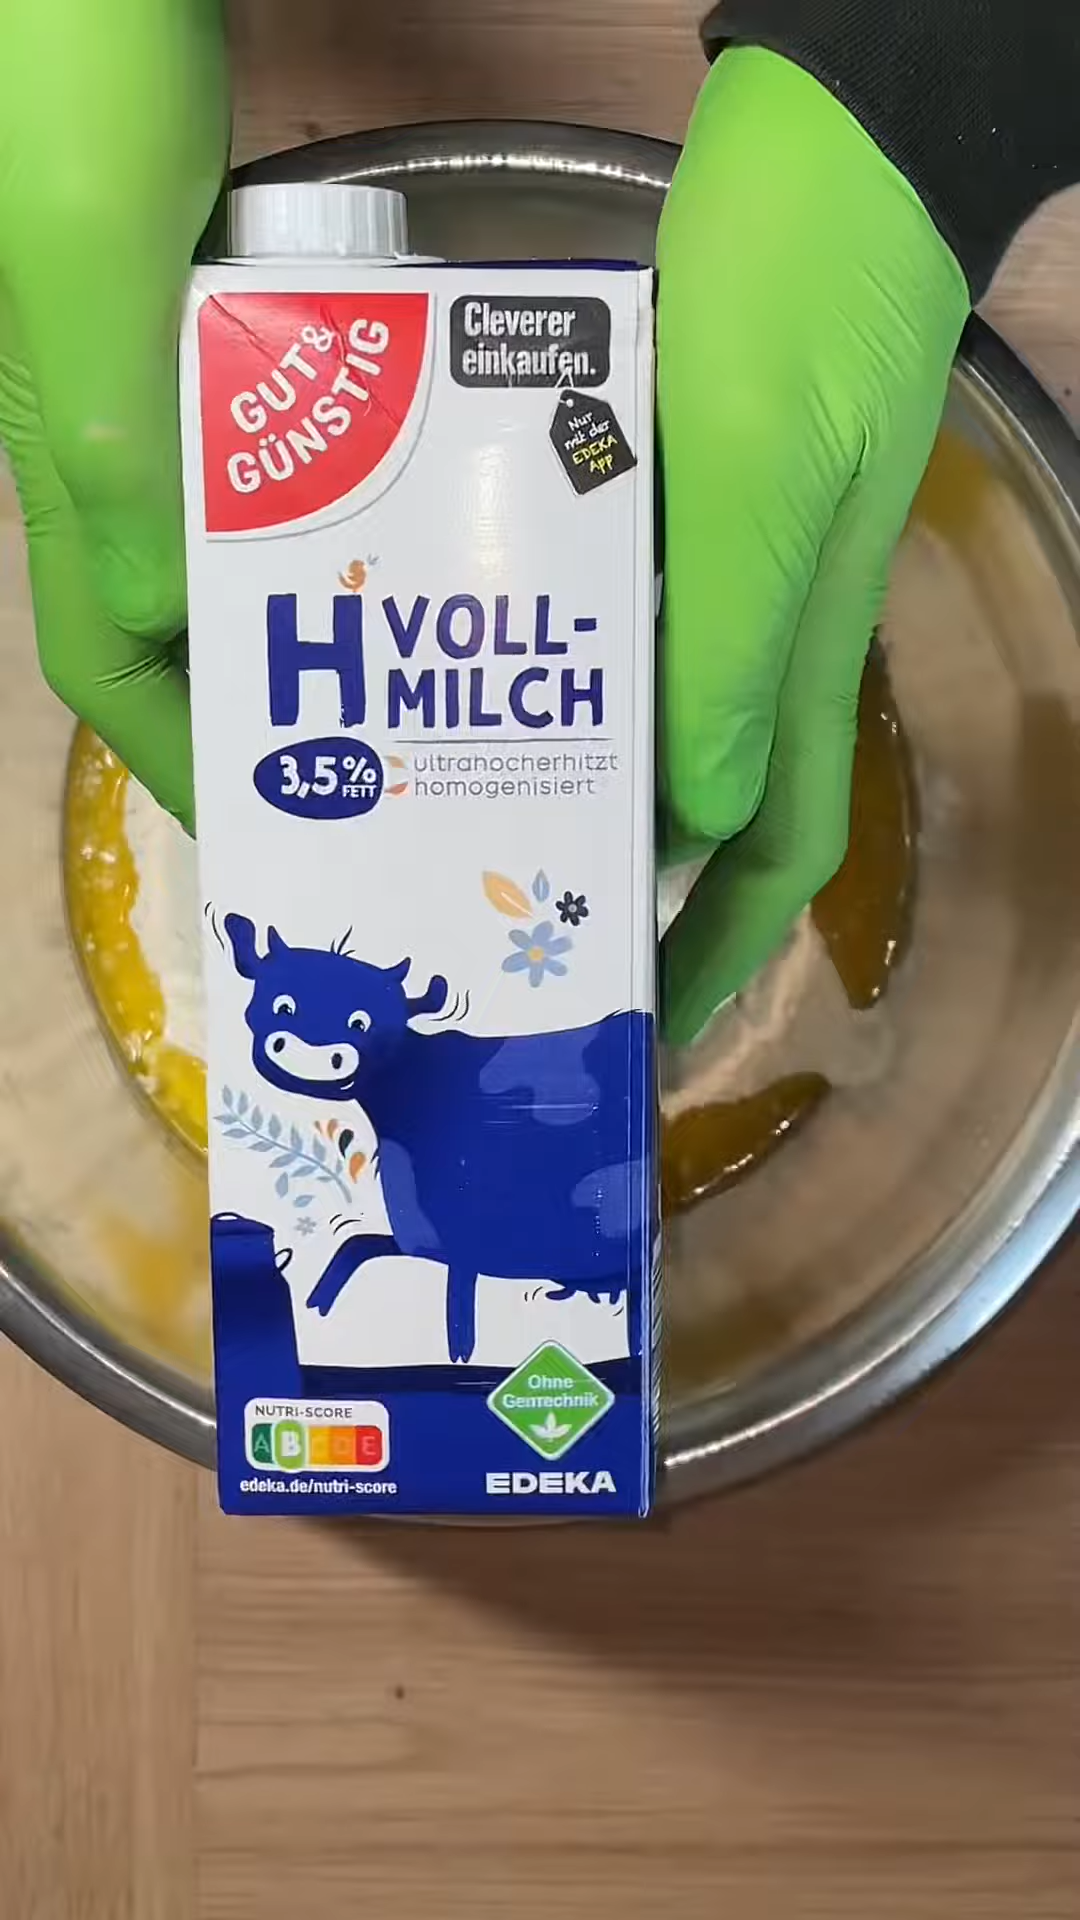 GUT&
GÜNSTIG
Cleverer
einkaufen.
Nur
mit der
EDEKA
App
H VOLL-
MILCH
3,5%
FETT
ultrahocherhitzt
homogenisiert
Ohne
Gentechnik
NUTRI-SCORE
A B C D E
edeka.de/nutri-score
EDEKA